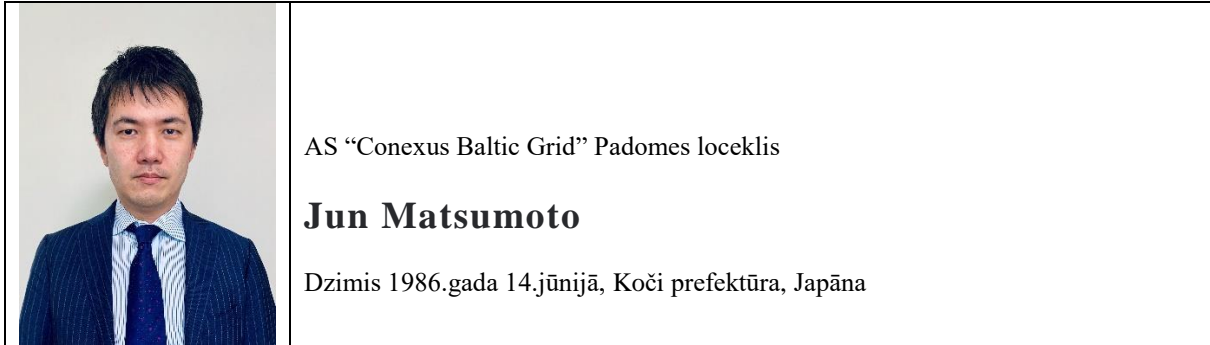 AS “Conexus Baltic Grid” Padomes loceklis
Jun Matsumoto
Dzimis 1986.gada 14.jūnijā, Koči prefektūra, Japāna